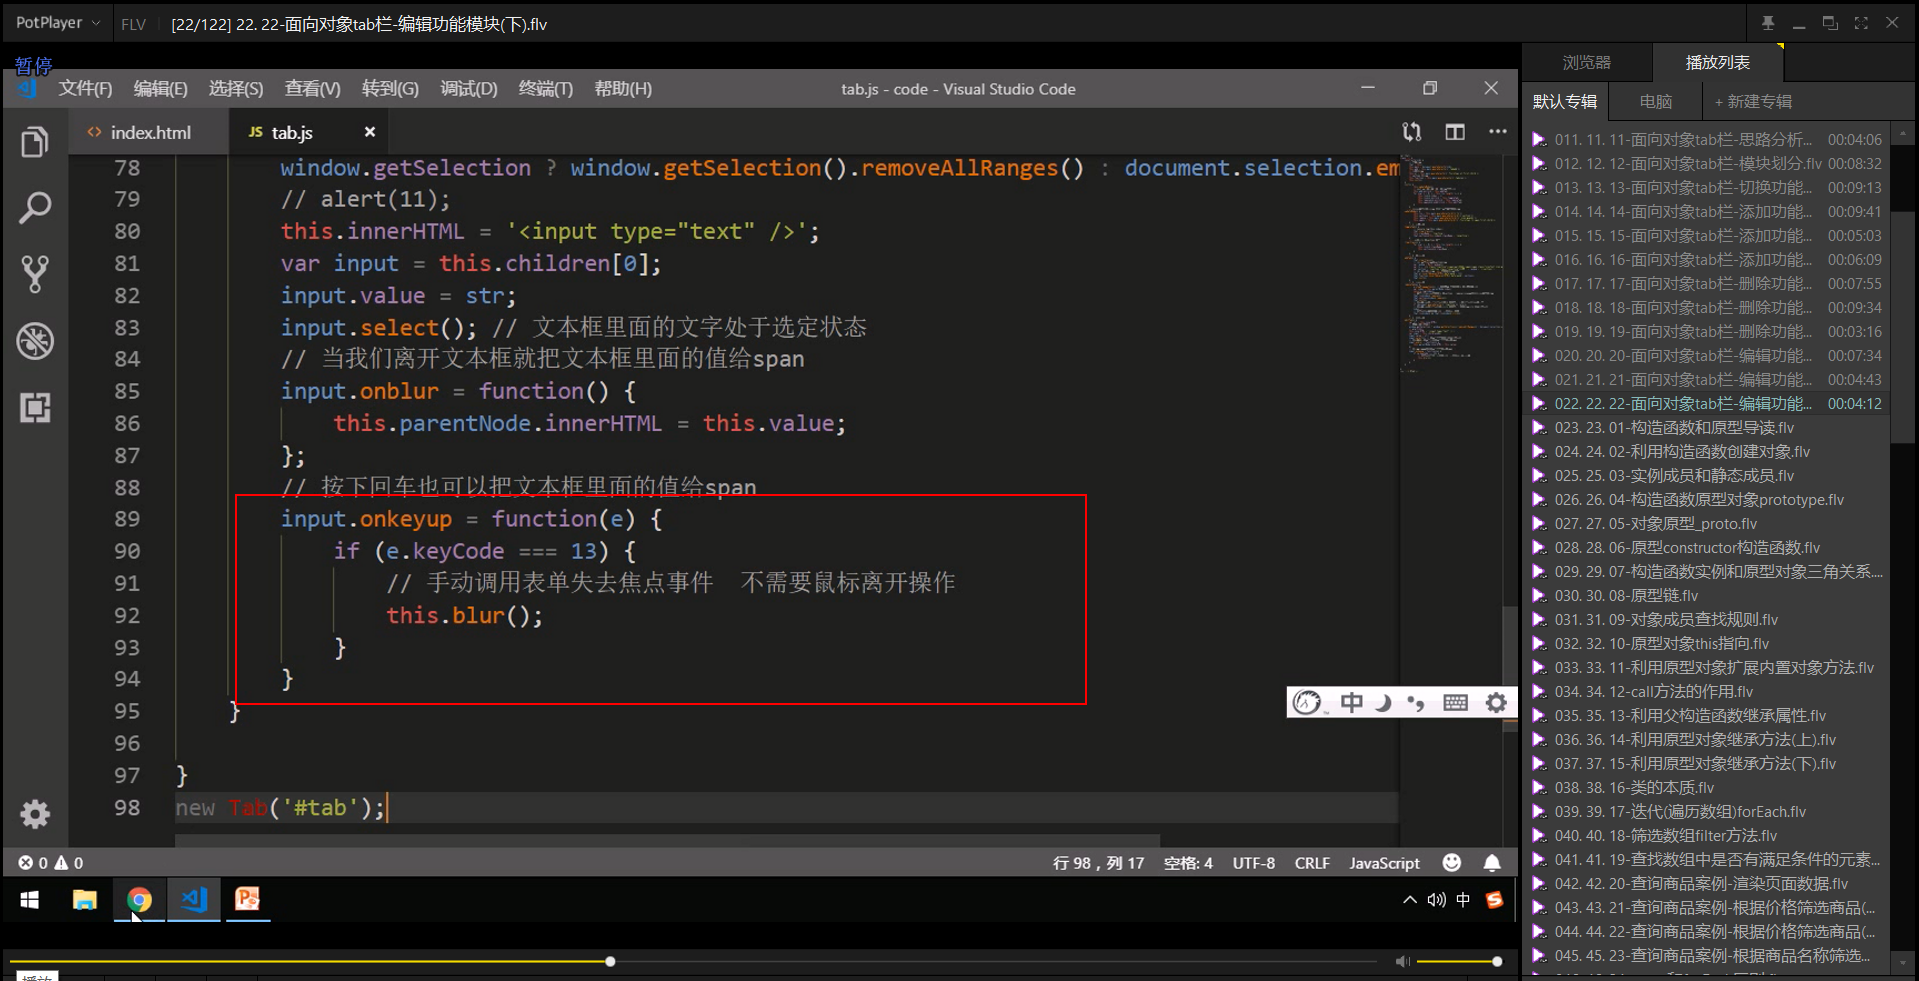 PotPlayer
FLV
[22/122] 22. 22-面向对象tab栏-编辑功能模块(下).flv
暂停
文件(F) 编辑(E) 选择(S) 查看(V) 转到(G) 调试(D) 终端(T) 帮助(H)
tab.js - code - Visual Studio Code
<> index.html
JS tab.js
78 window.getSelection ? window.getSelection().removeAllRanges() : document.selection.em
79 // alert(11);
80 this.innerHTML = '<input type="text" />';
81 var input = this.children[0];
82 input.value = str;
83 input.select(); // 文本框里面的文字处于选定状态
84 // 当我们离开文本框就把文本框里面的值给span
85 input.onblur = function() {
86 this.parentNode.innerHTML = this.value;
87 };
88 // 按下回车也可以把文本框里面的值给span
89 input.onkeyup = function(e) {
90 if (e.keyCode === 13) {
91 // 手动调用表单失去焦点事件 不需要鼠标离开操作
92 this.blur();
93 }
94 }
95 }
96
97 }
98 new Tab('#tab');
中
0 0
行 98，列 17 空格: 4 UTF-8 CRLF JavaScript
中
播放
浏览器
播放列表
默认专辑
电脑
+ 新建专辑
011. 11. 11-面向对象tab栏-思路分析... 00:04:06
012. 12. 12-面向对象tab栏-模块划分.flv 00:08:32
013. 13. 13-面向对象tab栏-切换功能... 00:09:13
014. 14. 14-面向对象tab栏-添加功能... 00:09:41
015. 15. 15-面向对象tab栏-添加功能... 00:05:03
016. 16. 16-面向对象tab栏-添加功能... 00:06:09
017. 17. 17-面向对象tab栏-删除功能... 00:07:55
018. 18. 18-面向对象tab栏-删除功能... 00:09:34
019. 19. 19-面向对象tab栏-删除功能... 00:03:16
020. 20. 20-面向对象tab栏-编辑功能... 00:07:34
021. 21. 21-面向对象tab栏-编辑功能... 00:04:43
022. 22. 22-面向对象tab栏-编辑功能... 00:04:12
023. 23. 01-构造函数和原型导读.flv
024. 24. 02-利用构造函数创建对象.flv
025. 25. 03-实例成员和静态成员.flv
026. 26. 04-构造函数原型对象prototype.flv
027. 27. 05-对象原型_proto.flv
028. 28. 06-原型constructor构造函数.flv
029. 29. 07-构造函数实例和原型对象三角关系....
030. 30. 08-原型链.flv
031. 31. 09-对象成员查找规则.flv
032. 32. 10-原型对象this指向.flv
033. 33. 11-利用原型对象扩展内置对象方法.flv
034. 34. 12-call方法的作用.flv
035. 35. 13-利用父构造函数继承属性.flv
036. 36. 14-利用原型对象继承方法(上).flv
037. 37. 15-利用原型对象继承方法(下).flv
038. 38. 16-类的本质.flv
039. 39. 17-迭代(遍历数组)forEach.flv
040. 40. 18-筛选数组filter方法.flv
041. 41. 19-查找数组中是否有满足条件的元素...
042. 42. 20-查询商品案例-渲染页面数据.flv
043. 43. 21-查询商品案例-根据价格筛选商品(...
044. 44. 22-查询商品案例-根据价格筛选商品(...
045. 45. 23-查询商品案例-根据商品名称筛选...